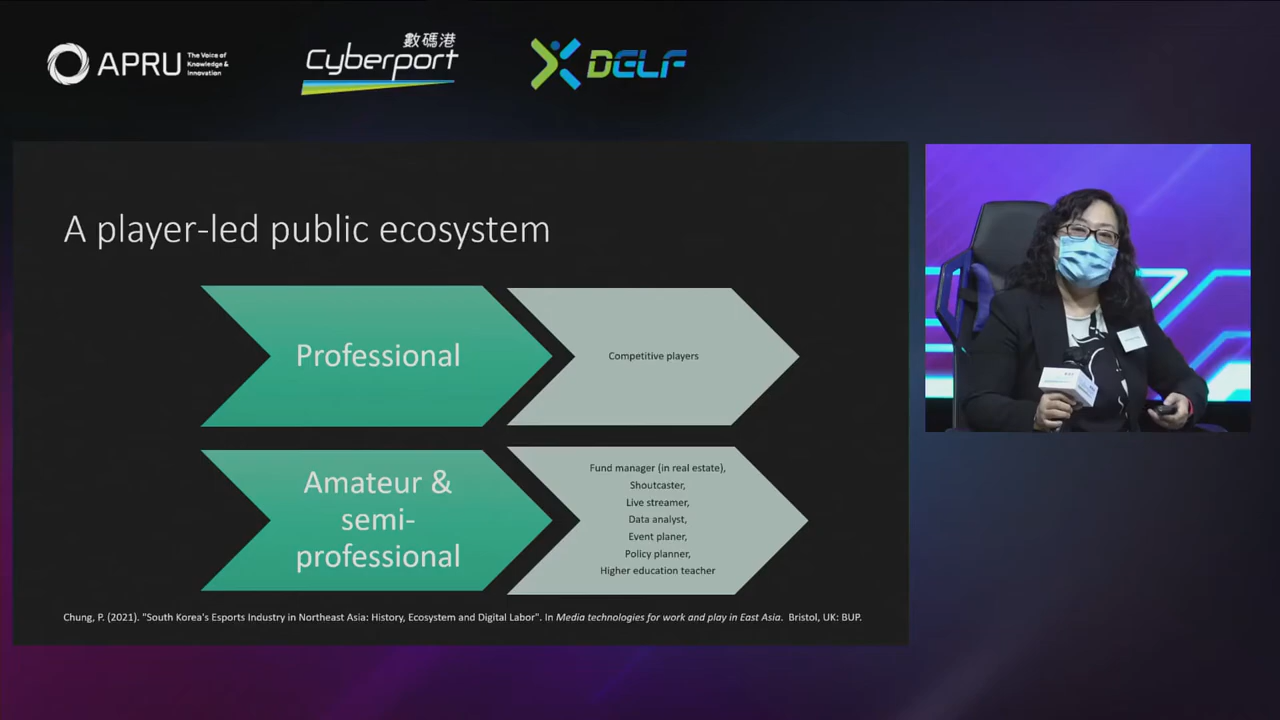 APRU
The Voice of
Knowledge &
Innovation
數碼港
Cyberport
DELF
A player-led public ecosystem
Professional
Competitive players
Amateur &
semi-
professional
Fund manager (in real estate),
Shoutcaster,
Live streamer,
Data analyst,
Event planer,
Policy planner,
Higher education teacher
Chung, P. (2021). "South Korea's Esports Industry in Northeast Asia: History, Ecosystem and Digital Labor". In Media technologies for work and play in East Asia. Bristol, UK: BUP.